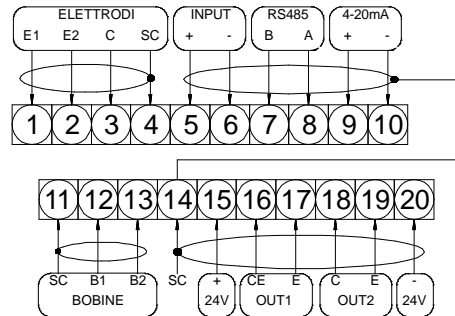 ELETTRODI INPUT RS485 4-20mA
E1 E2 C SC + - B A + -
1 2 3 4 5 6 7 8 9 10
11 12 13 14 15 16 17 18 19 20
SC B1 B2 SC + CE E C E -
BOBINE 24V OUT1 OUT2 24V